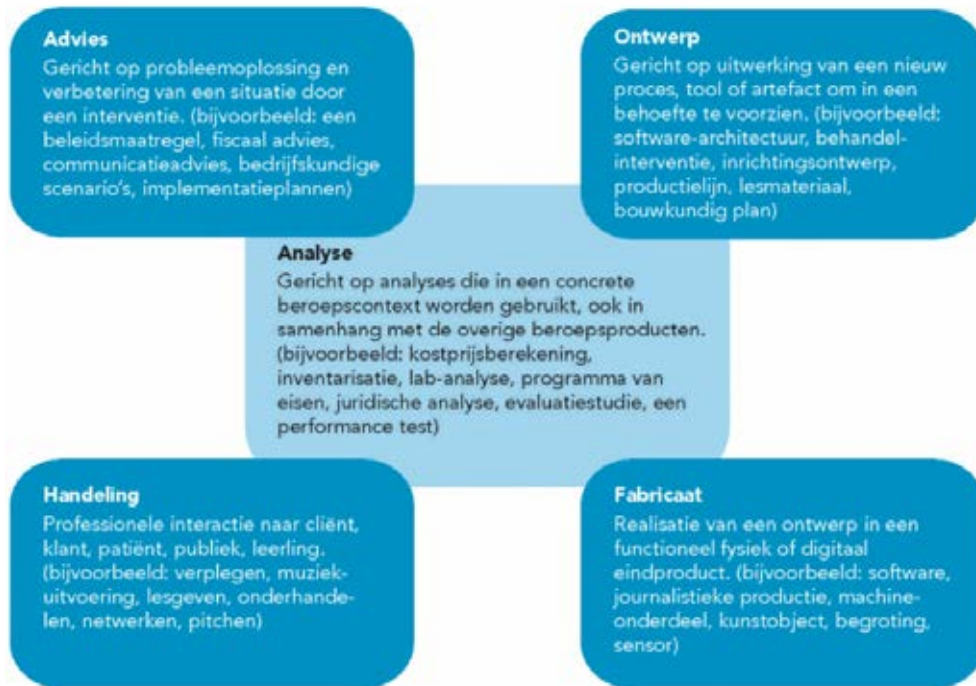 Advies
Gericht op probleemoplossing en
verbetering van een situatie door
een interventie. (bijvoorbeeld: een
beleidsmaatregel, fiscaal advies,
communicatieadvies, bedrijfskundige
scenario's, implementatieplannen)
Ontwerp
Gericht op uitwerking van een nieuw
proces, tool of artefact om in een
behoefte te voorzien. (bijvoorbeeld:
software-architectuur, behandel-
interventie, inrichtingsontwerp,
productielijn, lesmateriaal,
bouwkundig plan)
Analyse
Gericht op analyses die in een concrete
beroepscontext worden gebruikt, ook in
samenhang met de overige beroepsproducten.
(bijvoorbeeld: kostprijsberekening,
inventarisatie, lab-analyse, programma van
eisen, juridische analyse, evaluatiestudie, een
performance test)
Handeling
Professionele interactie naar cliënt,
klant, patiënt, publiek, leerling.
(bijvoorbeeld: verplegen, muziek-
uitvoering, lesgeven, onderhande-
len, netwerken, pitchen)
Fabricaat
Realisatie van een ontwerp in een
functioneel fysiek of digitaal
eindproduct. (bijvoorbeeld: software,
journalistieke productie, machine-
onderdeel, kunstobject, begroting,
sensor)